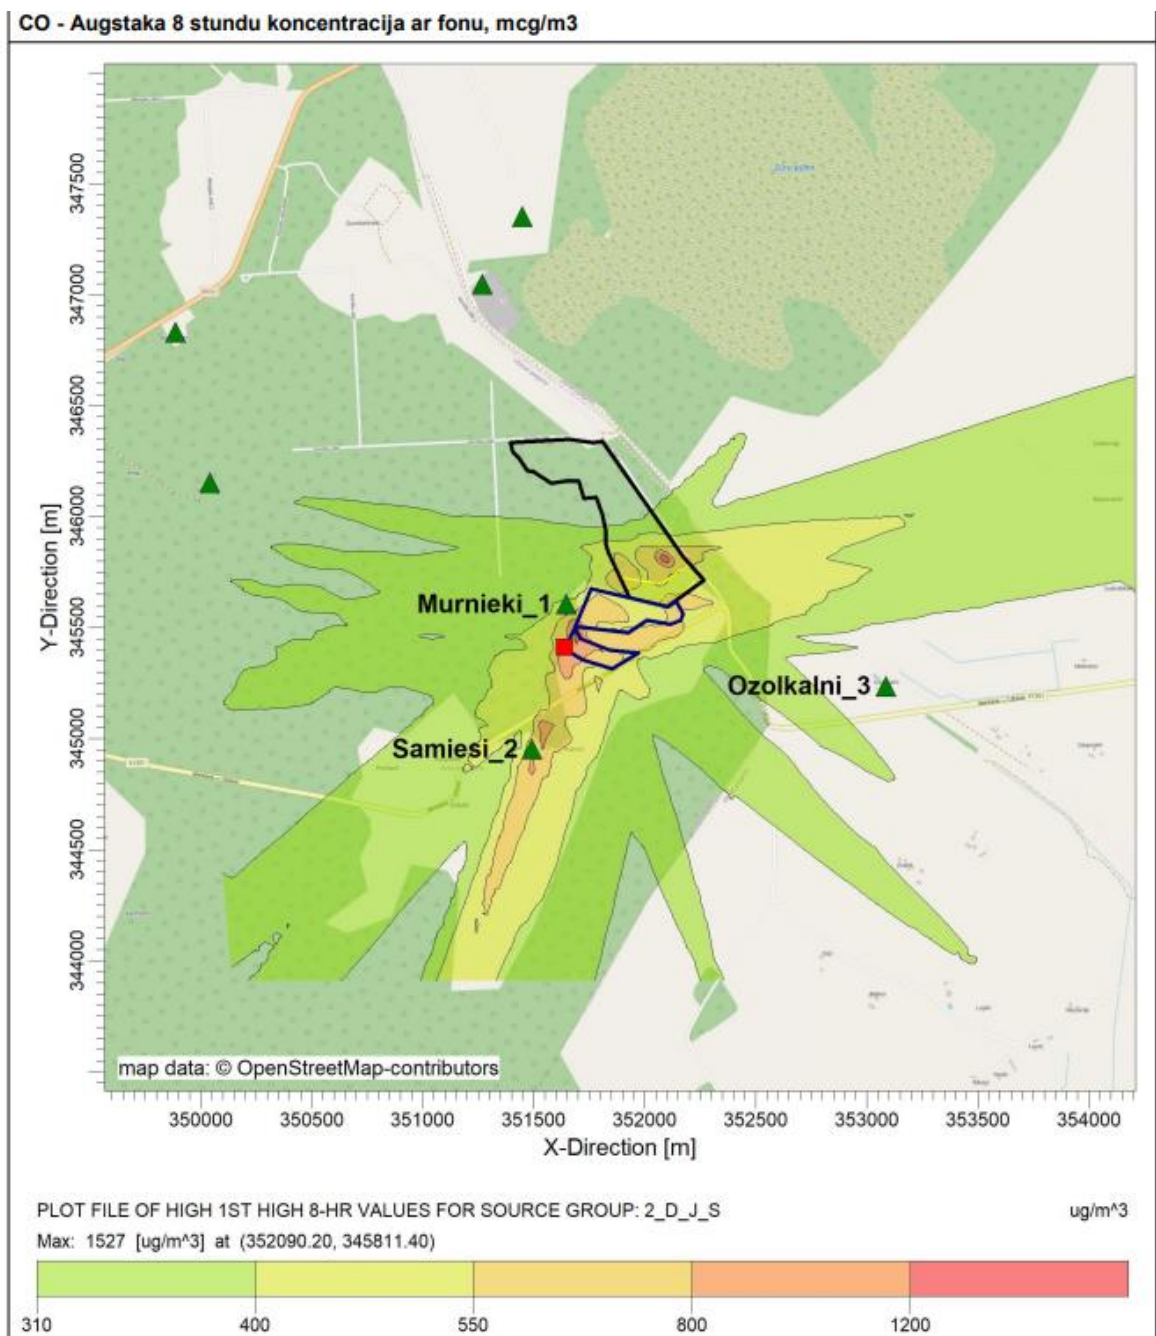 CO - Augstaka 8 stundu koncentracija ar fonu, mcg/m3
347500
347000
346500
346000
345500
345000
344500
344000
Y-Direction [m]
Murnieki_1
Ozolkalni_3
Samiesi_2
map data: © OpenStreetMap-contributors
350000 350500 351000 351500 352000 352500 353000 353500 354000
X-Direction [m]
PLOT FILE OF HIGH 1ST HIGH 8-HR VALUES FOR SOURCE GROUP: 2_D_J_S ug/m^3
Max: 1527 [ug/m^3] at (352090.20, 345811.40)
310 400 550 800 1200